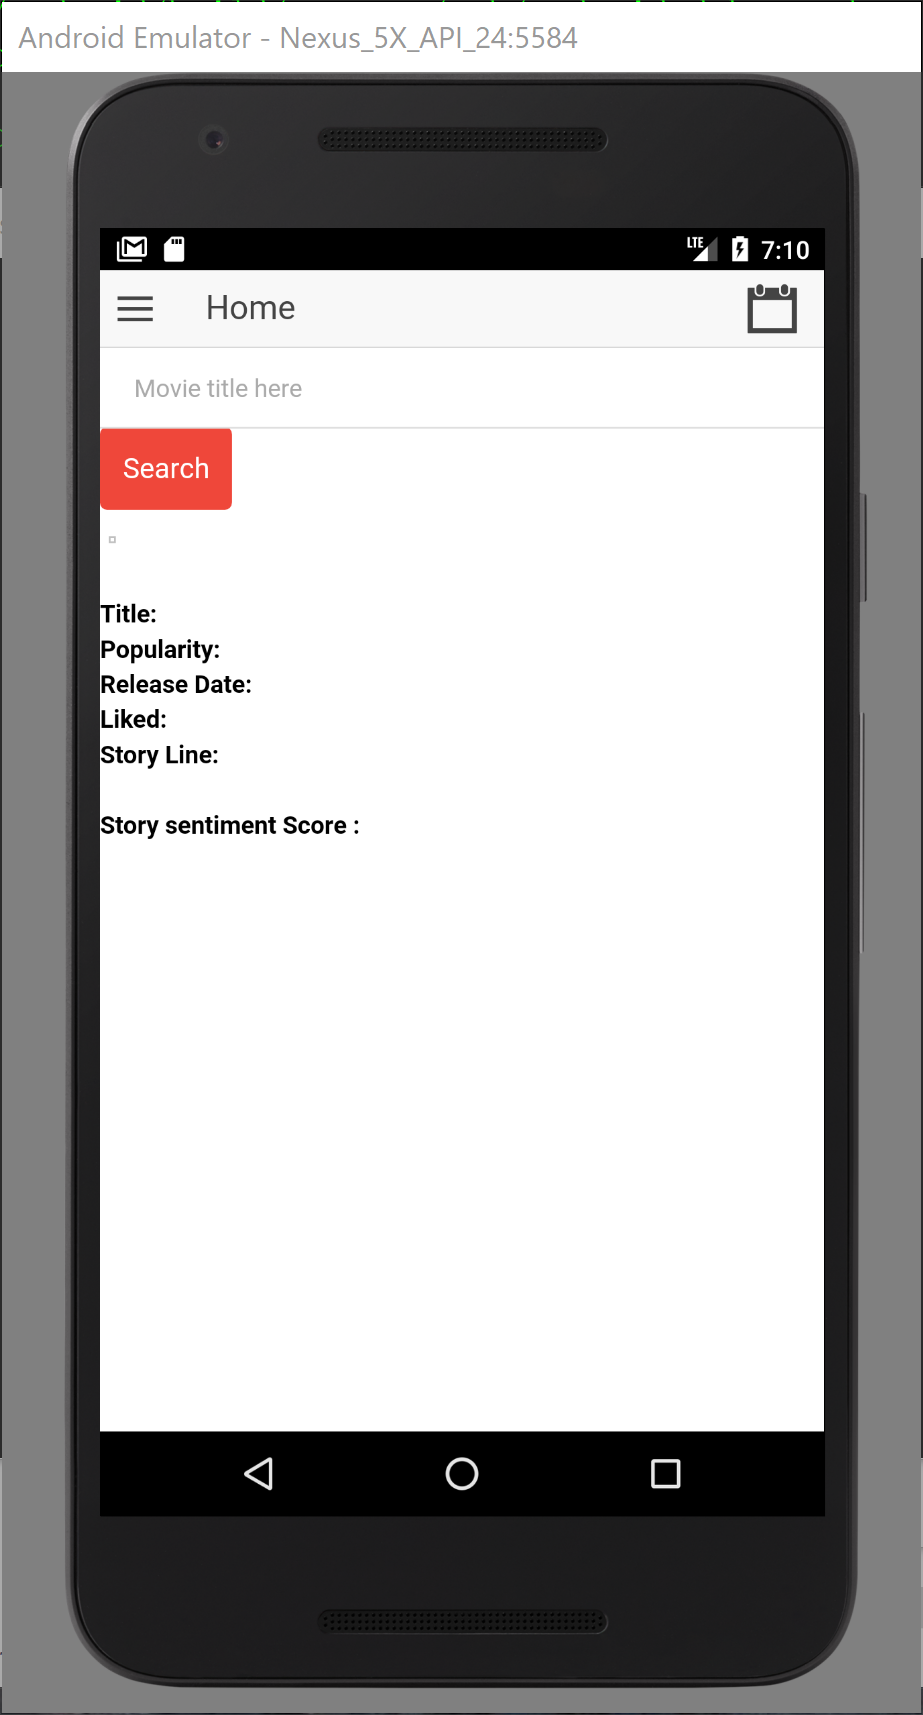 Android Emulator - Nexus_5X_API_24:5584
LTE 7:10
Home
Movie title here
Search
Title:
Popularity:
Release Date:
Liked:
Story Line:
Story sentiment Score :